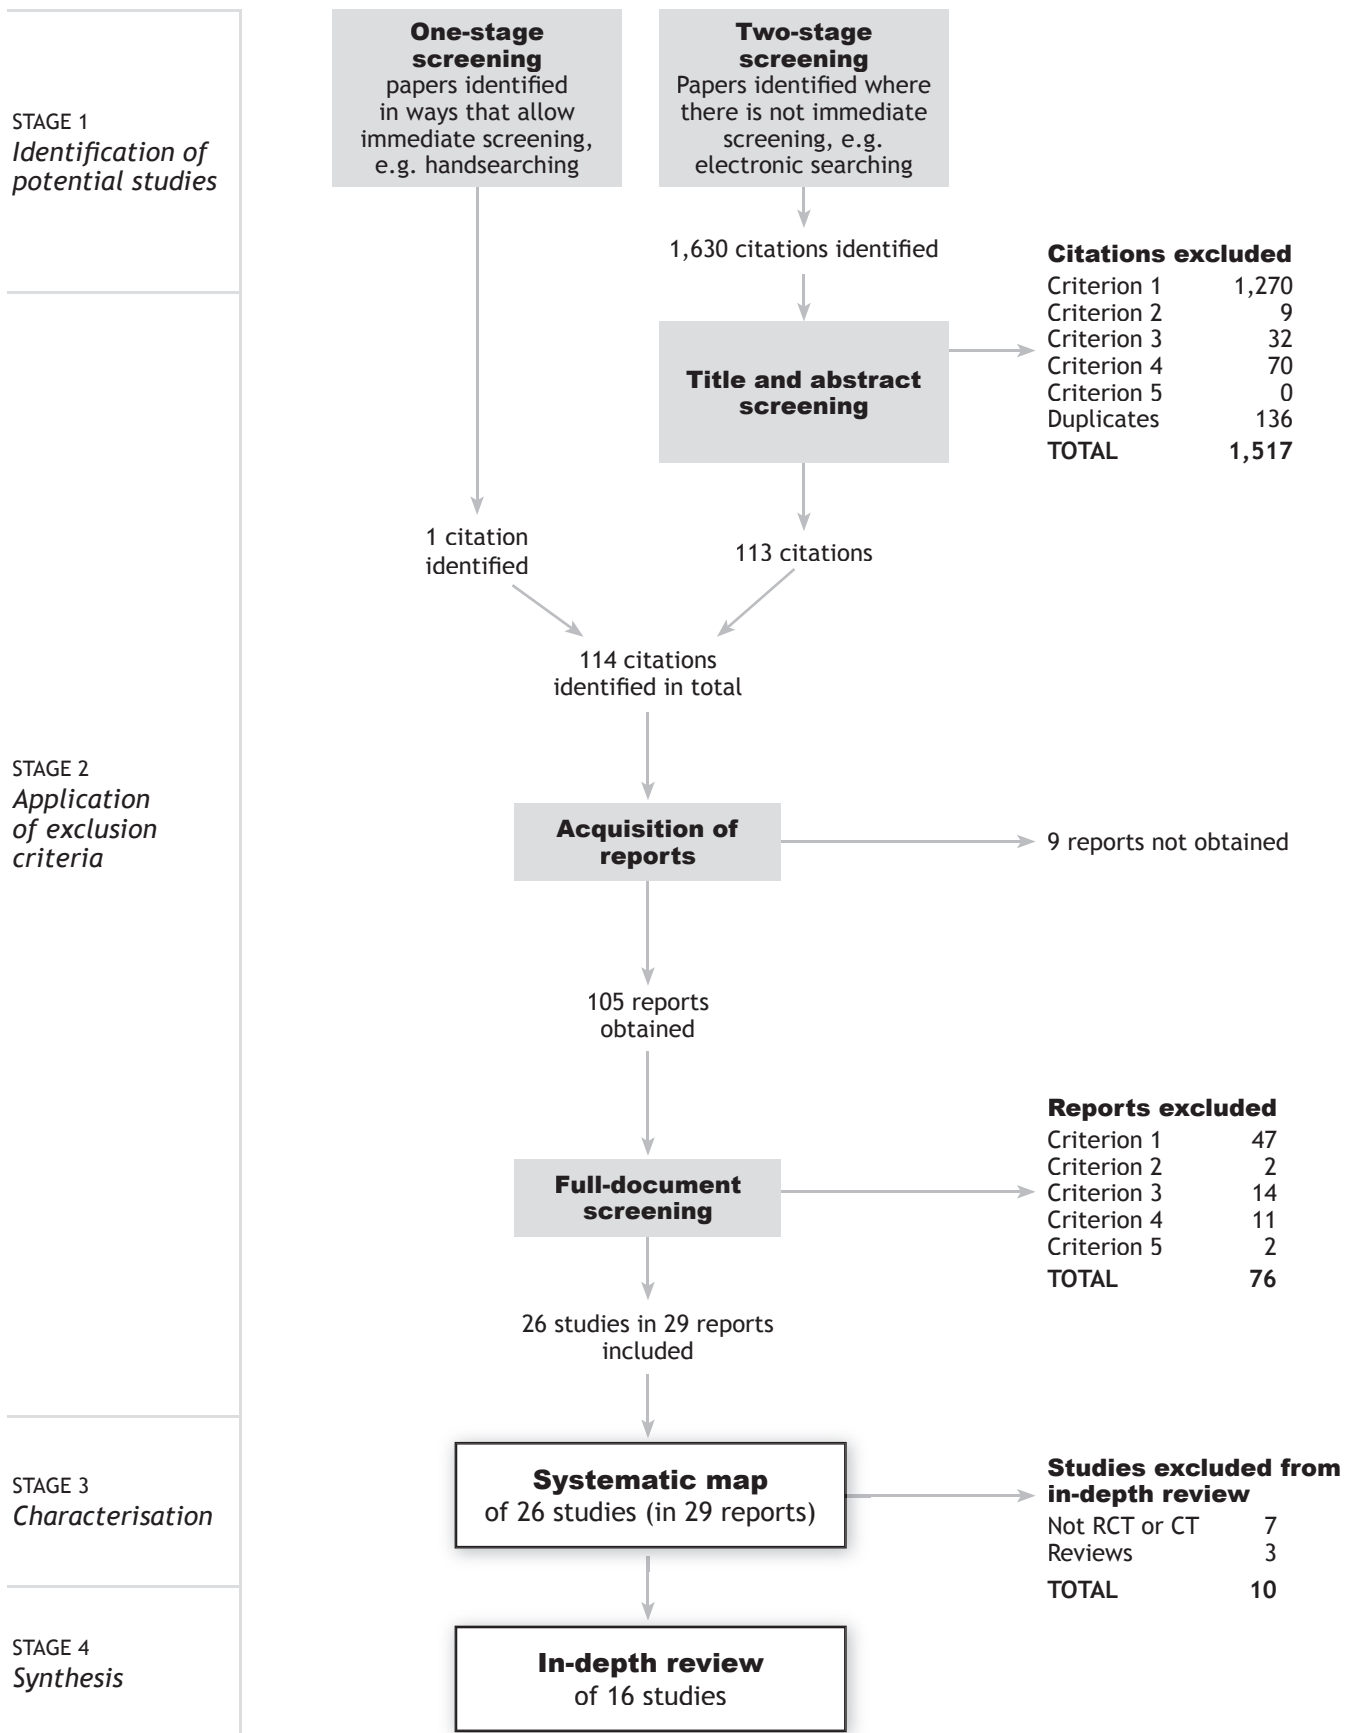 STAGE 1
Identification of
potential studies
One-stage
screening
papers identified
in ways that allow
immediate screening,
e.g. handsearching
Two-stage
screening
Papers identified where
there is not immediate
screening, e.g.
electronic searching
1,630 citations identified
Citations excluded
Criterion 1 1,270
Criterion 2 9
Criterion 3 32
Criterion 4 70
Criterion 5 0
Duplicates 136
TOTAL 1,517
Title and abstract
screening
1 citation
identified
113 citations
114 citations
identified in total
STAGE 2
Application
of exclusion
criteria
Acquisition of
reports
9 reports not obtained
105 reports
obtained
Reports excluded
Criterion 1 47
Criterion 2 2
Criterion 3 14
Criterion 4 11
Criterion 5 2
TOTAL 76
Full-document
screening
26 studies in 29 reports
included
STAGE 3
Characterisation
Systematic map
of 26 studies (in 29 reports)
Studies excluded from
in-depth review
Not RCT or CT 7
Reviews 3
TOTAL 10
STAGE 4
Synthesis
In-depth review
of 16 studies